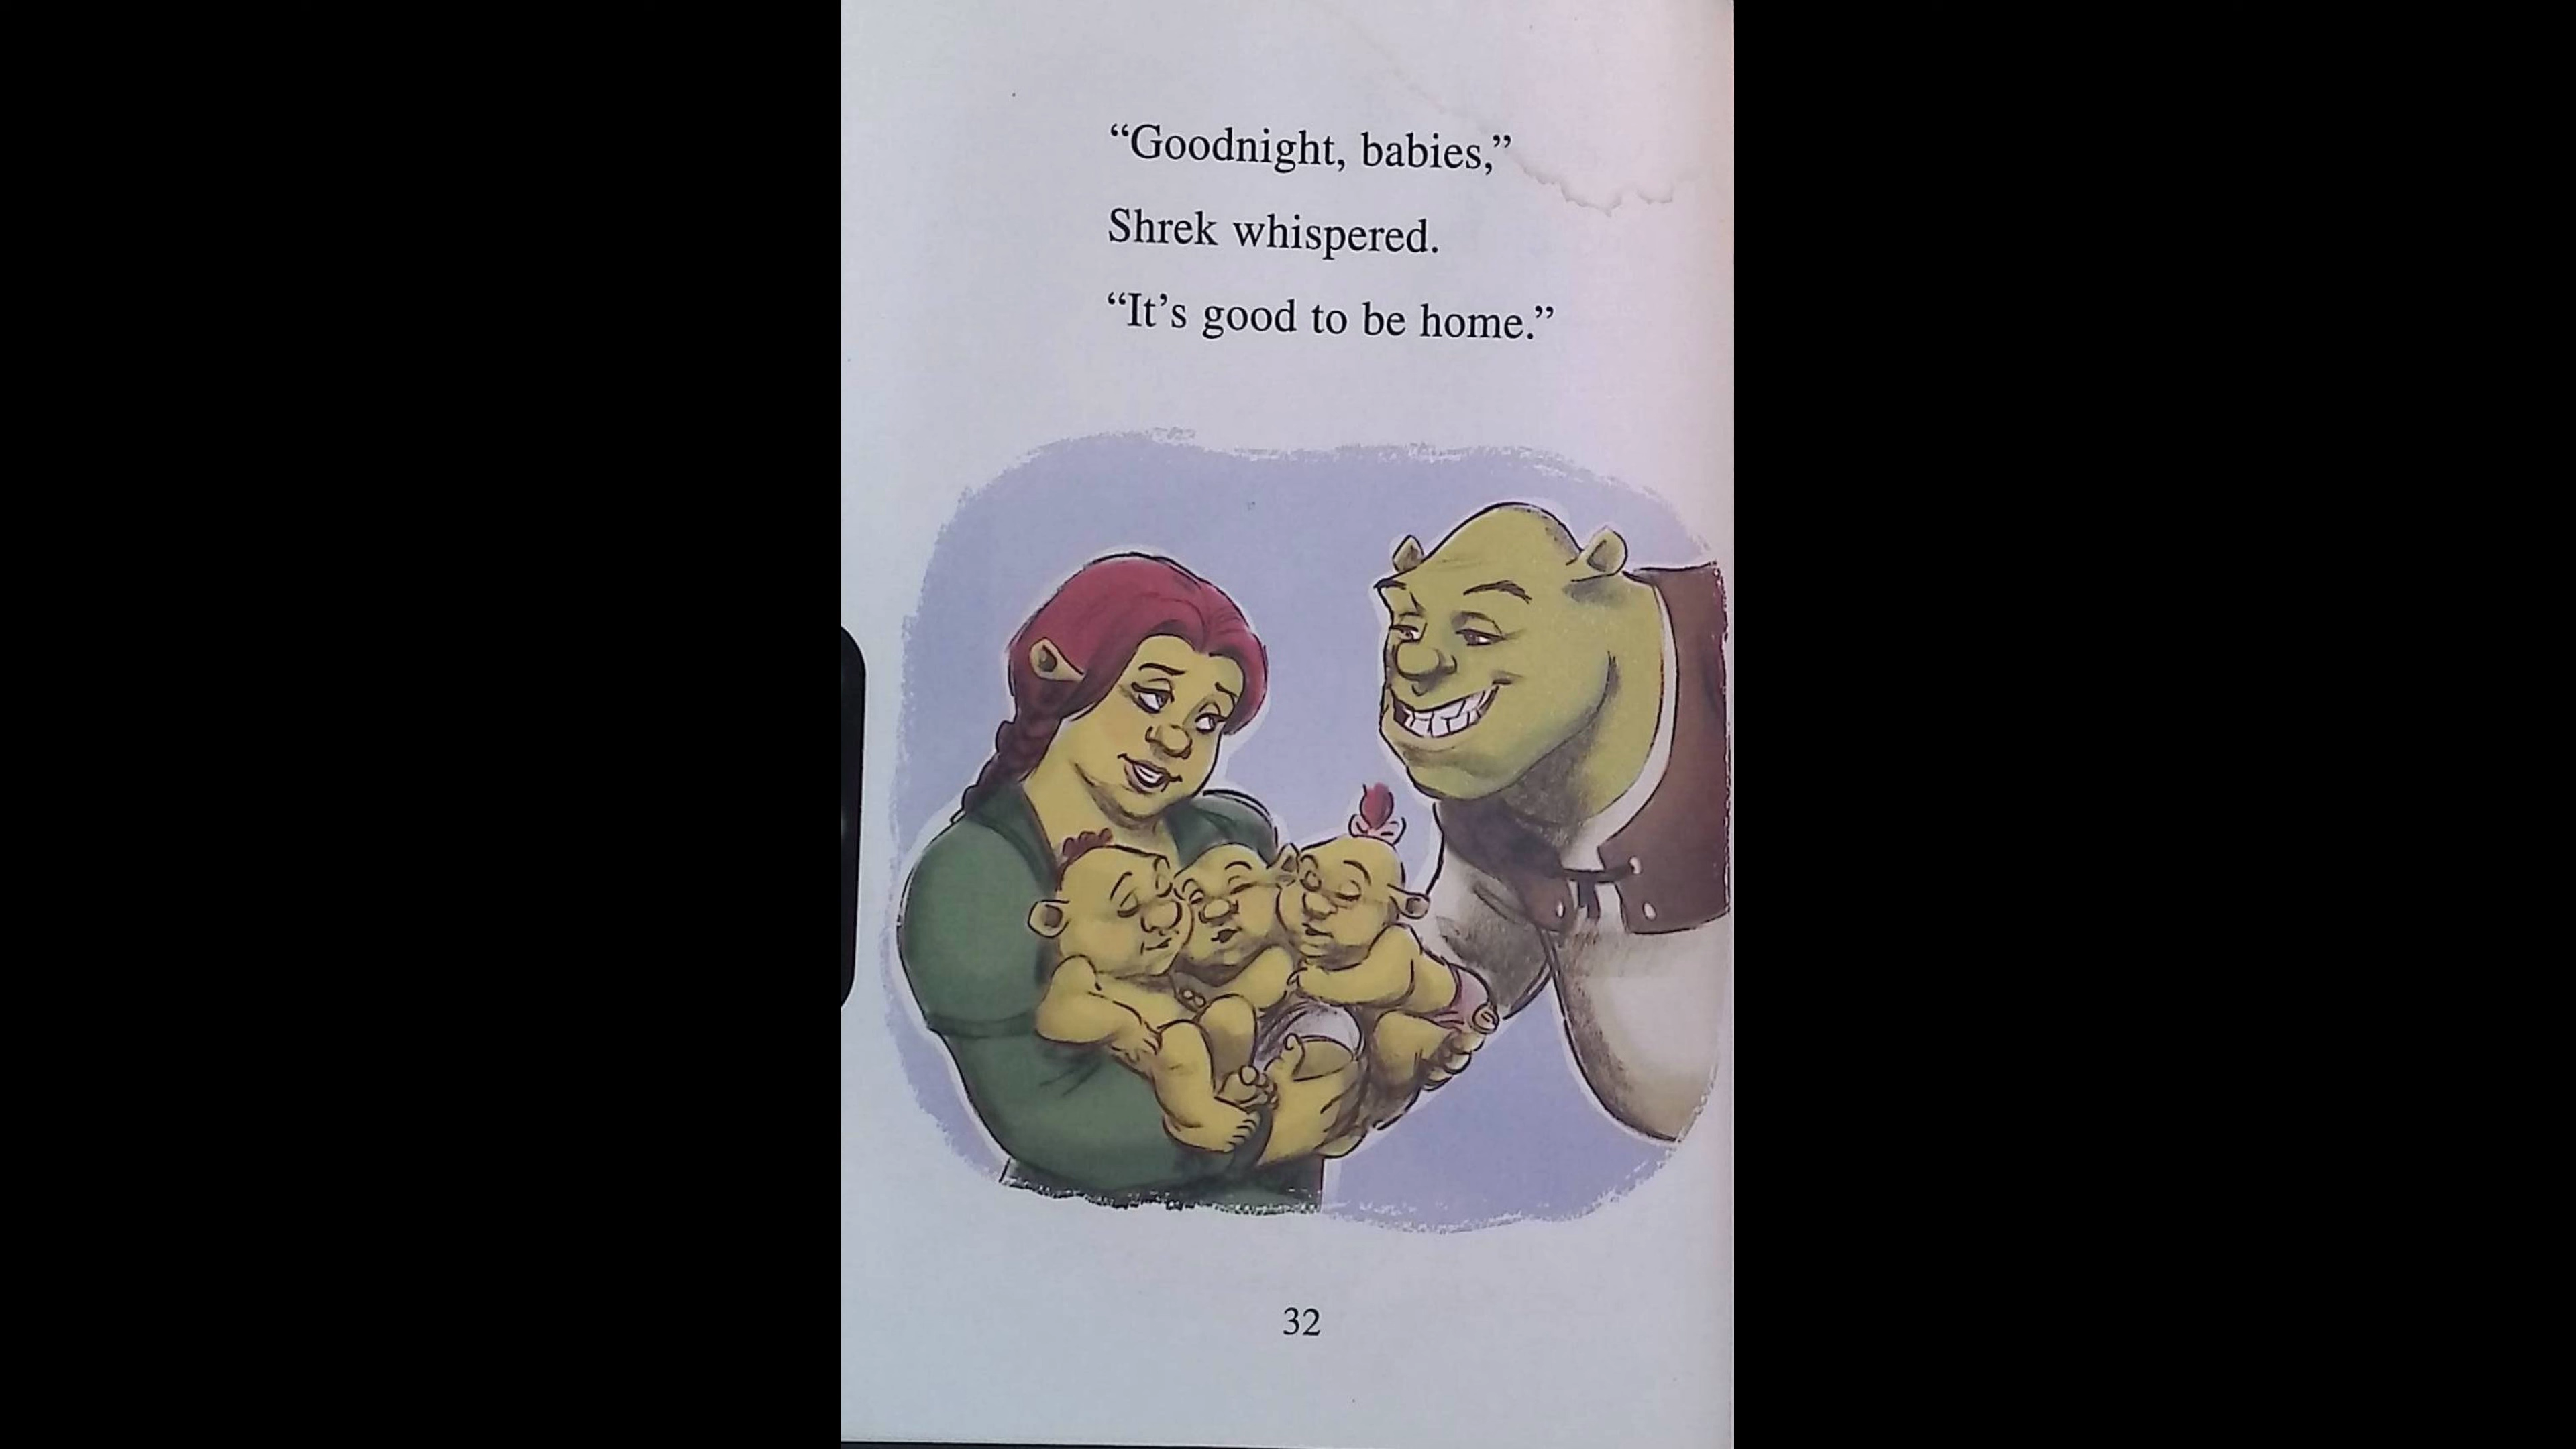 “Goodnight, babies,”
Shrek whispered.
“It’s good to be home.”
32